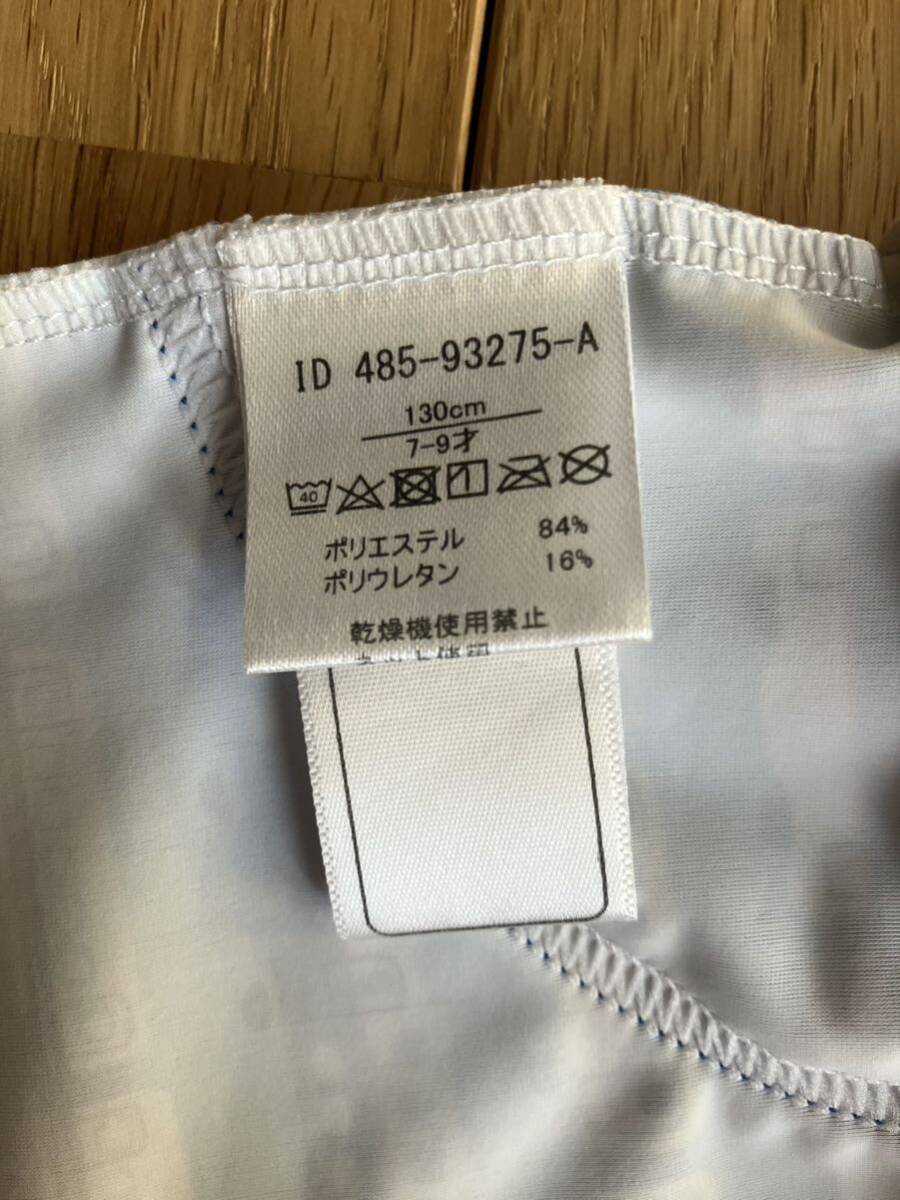 ID 485-93275-A
130cm
7-9才
40
ポリエステル 84%
ポリウレタン 16%
乾燥機使用禁止